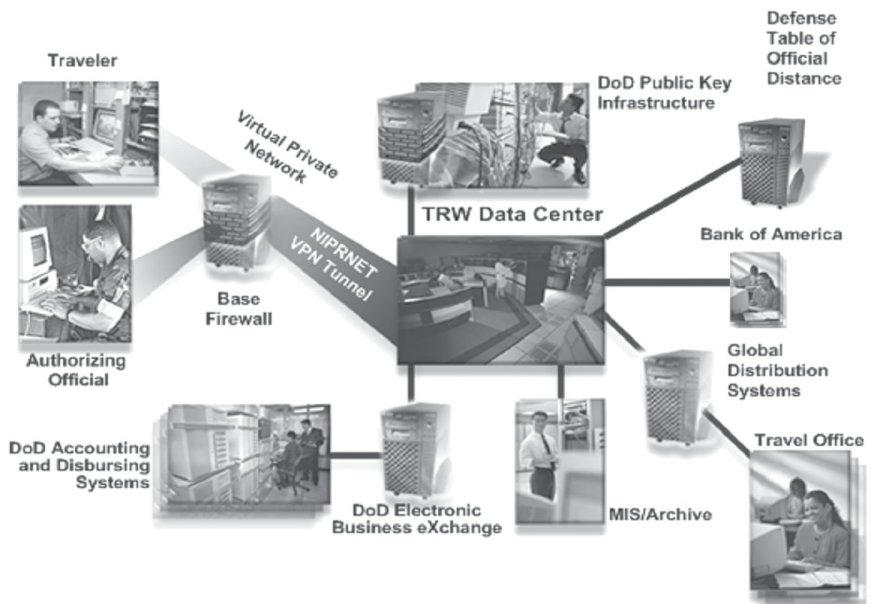 Traveler
Virtual Private
Network
DoD Public Key
Infrastructure
Defense
Table of
Official
Distance
TRW Data Center
NIPRNET
VPN Tunnel
Base
Firewall
Authorizing
Official
Bank of America
Global
Distribution
Systems
Travel Office
DoD Accounting
and Disbursing
Systems
DoD Electronic
Business eXchange
MIS/Archive